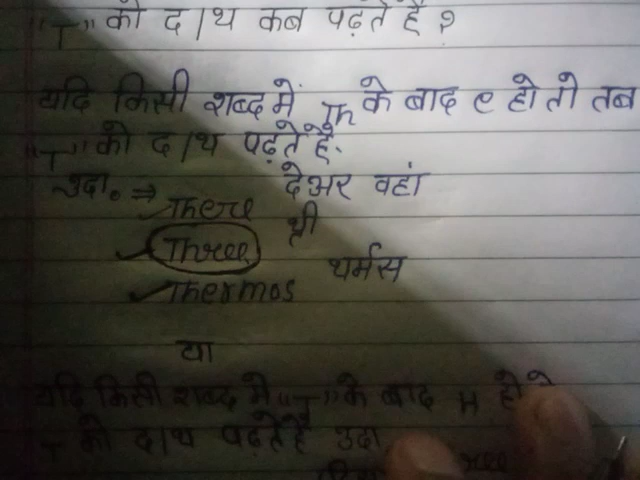 "T" को द/थ कब पढ़ते हैं ?
यदि किसी शब्द में Th के बाद e हो तो तब
"T" को द/थ पढ़ते हैं.
उदा. ⇒ There देअर वहां
Three थ्री
Thermos थर्मस
या
यदि किसी शब्द में "T" के बाद H हो
T को द/थ पढ़ते हैं उदा